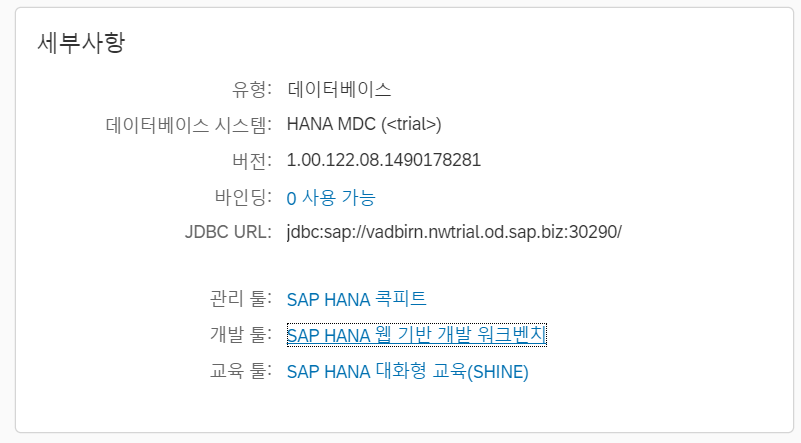 세부사항
유형: 데이터베이스
데이터베이스 시스템: HANA MDC (<trial>)
버전: 1.00.122.08.1490178281
바인딩: 0 사용 가능
JDBC URL: jdbc:sap://vadbirn.nwtrial.od.sap.biz:30290/
관리 툴: SAP HANA 콕피트
개발 툴: SAP HANA 웹 기반 개발 워크벤치
교육 툴: SAP HANA 대화형 교육(SHINE)